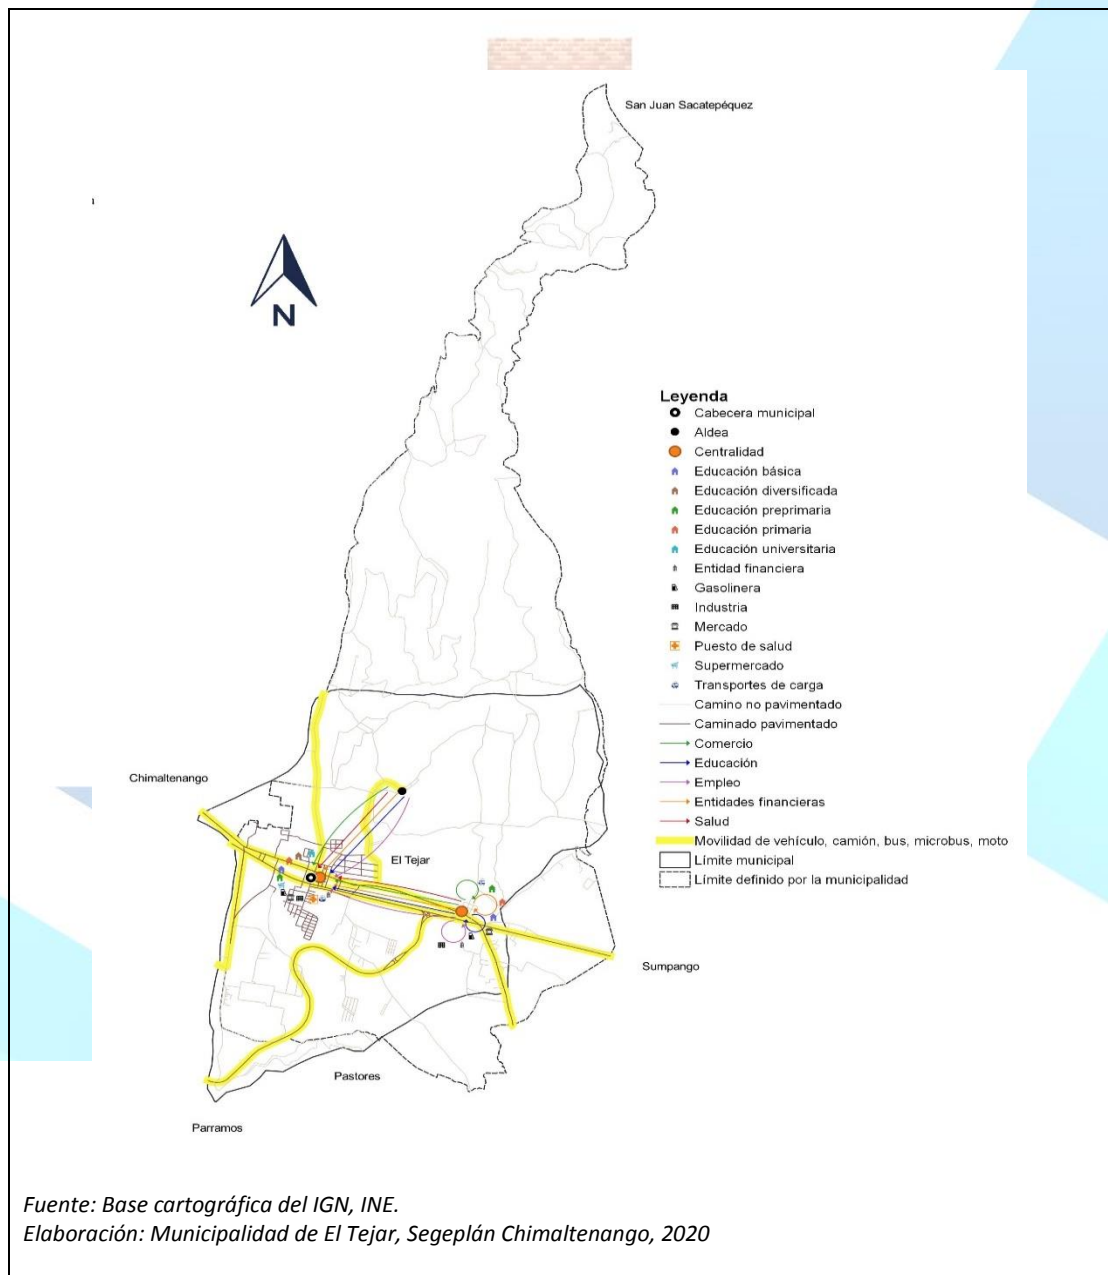 San Juan Sacatepéquez
N
Leyenda
Cabecera municipal
Aldea
Centralidad
Educación básica
Educación diversificada
Educación preprimaria
Educación primaria
Educación universitaria
Entidad financiera
Gasolinera
Industria
Mercado
Puesto de salud
Supermercado
Transportes de carga
Camino no pavimentado
Caminado pavimentado
Comercio
Educación
Empleo
Entidades financieras
Salud
Movilidad de vehículo, camión, bus, microbus, moto
Límite municipal
Límite definido por la municipalidad
Chimaltenango
El Tejar
Sumpango
Pastores
Parramos
Fuente: Base cartográfica del IGN, INE.
Elaboración: Municipalidad de El Tejar, Segeplán Chimaltenango, 2020